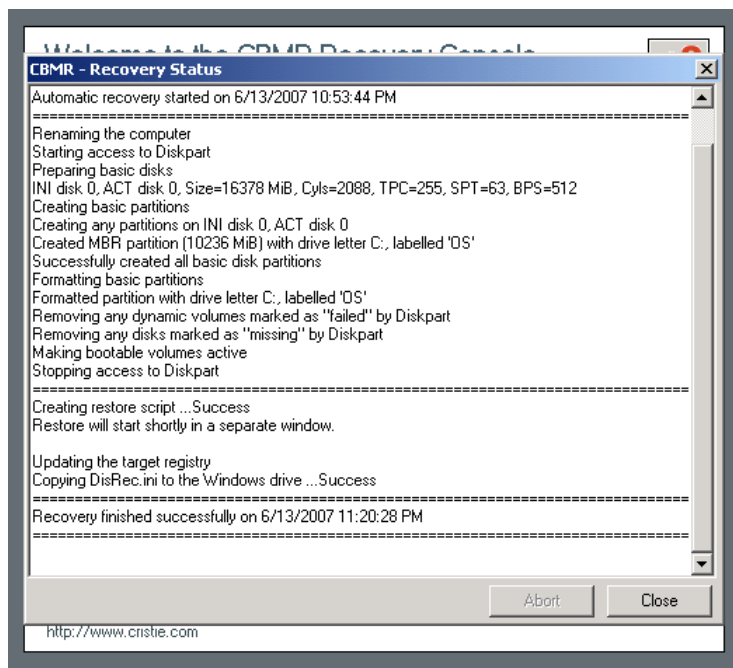 Welcome to the CBMR Recovery Console
CBMR - Recovery Status
Automatic recovery started on 6/13/2007 10:53:44 PM
==============================================================================
Renaming the computer
Starting access to Diskpart
Preparing basic disks
INI disk 0, ACT disk 0, Size=16378 MiB, Cyls=2088, TPC=255, SPT=63, BPS=512
Creating basic partitions
Creating any partitions on INI disk 0, ACT disk 0
Created MBR partition (10236 MiB) with drive letter C:, labelled 'OS'
Successfully created all basic disk partitions
Formatting basic partitions
Formatted partition with drive letter C:, labelled 'OS'
Removing any dynamic volumes marked as "failed" by Diskpart
Removing any disks marked as "missing" by Diskpart
Making bootable volumes active
Stopping access to Diskpart
==============================================================================
Creating restore script ...Success
Restore will start shortly in a separate window.
Updating the target registry
Copying DisRec.ini to the Windows drive ...Success
==============================================================================
Recovery finished successfully on 6/13/2007 11:20:28 PM
==============================================================================
Abort Close
http://www.cristie.com